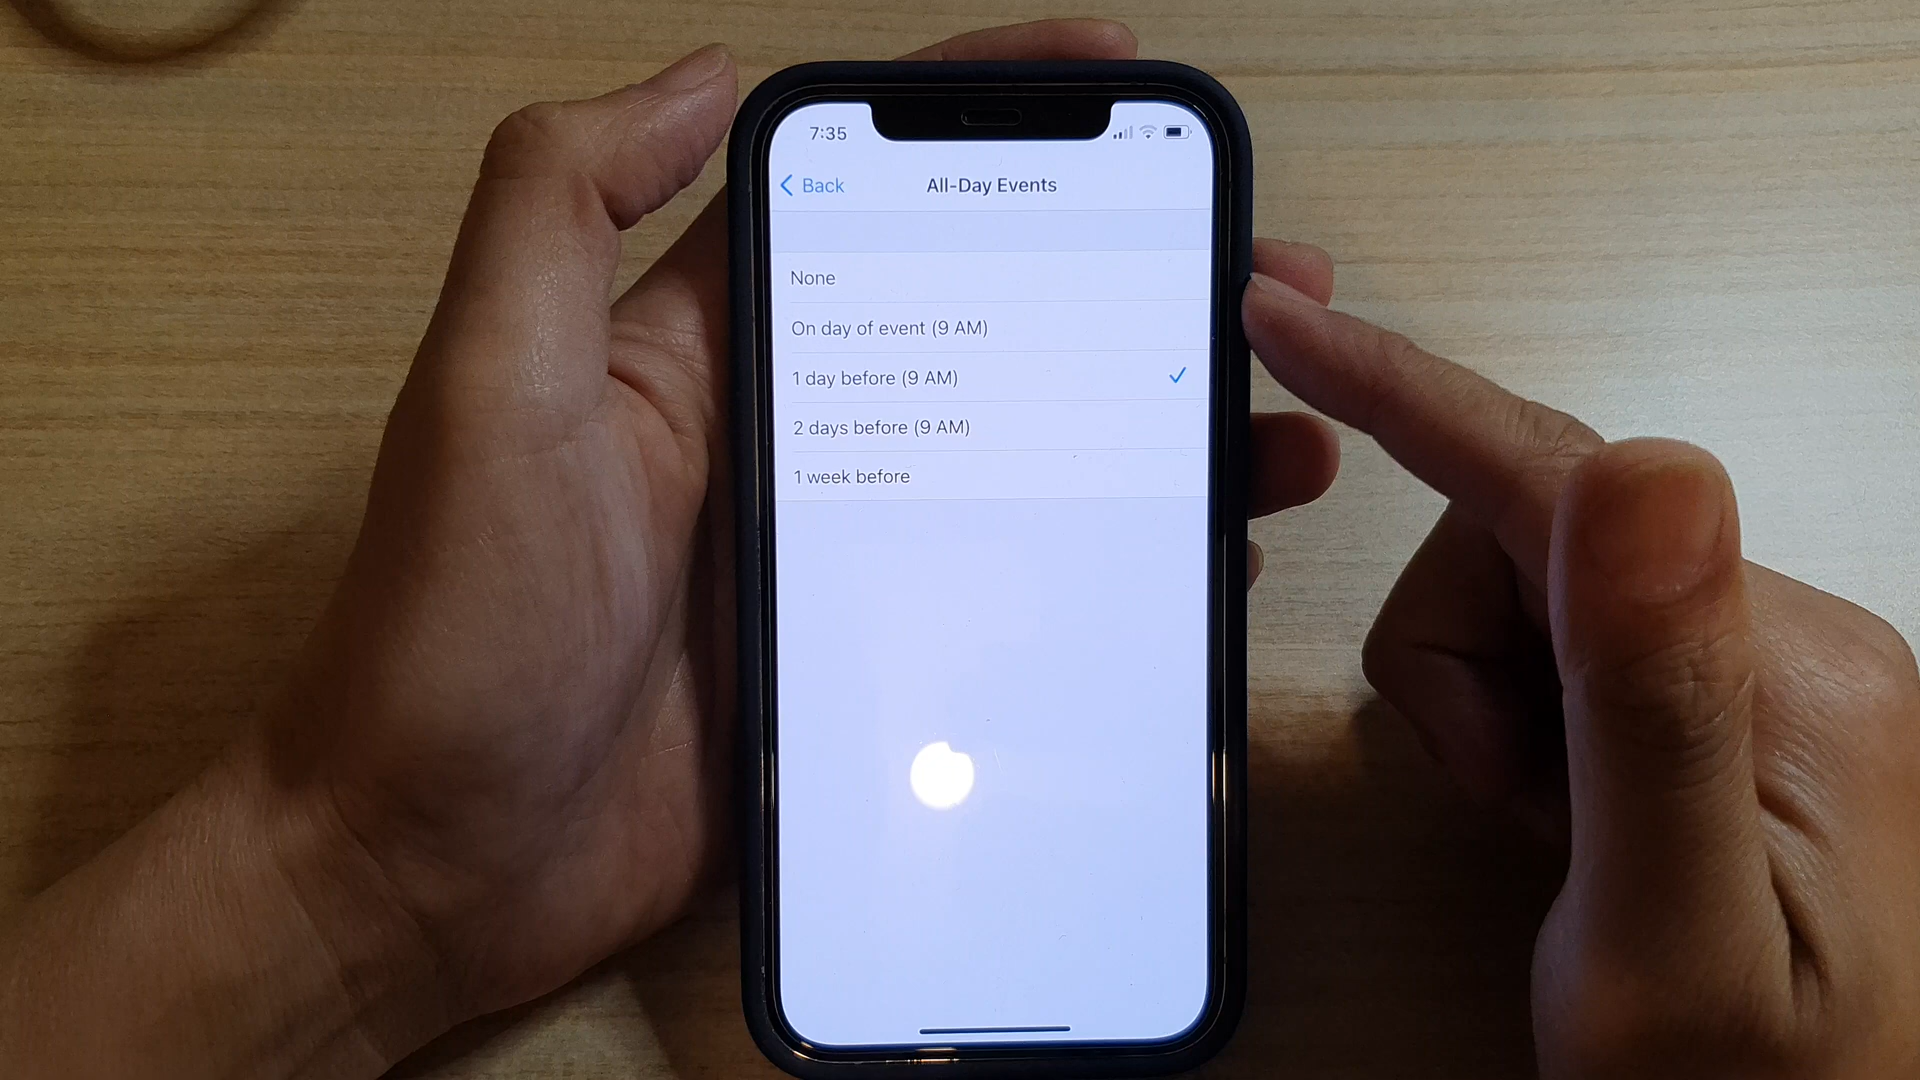 7:35
Back
All-Day Events
None
On day of event (9 AM)
1 day before (9 AM)
2 days before (9 AM)
1 week before